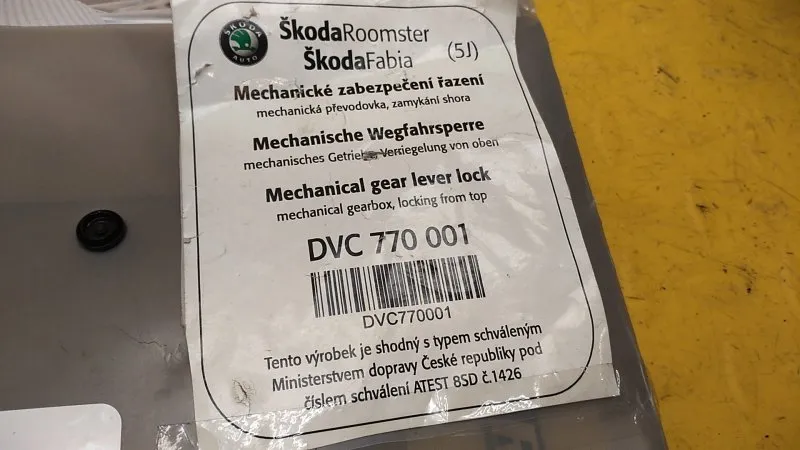 ŠKODA
AUTO
ŠkodaRoomster
ŠkodaFabia (5J)
Mechanické zabezpečení řazení
mechanická převodovka, zamykání shora
Mechanische Wegfahrsperre
mechanisches Getriebe Verriegelung von oben
Mechanical gear lever lock
mechanical gearbox, locking from top
DVC 770 001
DVC770001
Tento výrobek je shodný s typem schváleným
Ministerstvem dopravy České republiky pod
číslem schválení ATEST 8SD č.1426